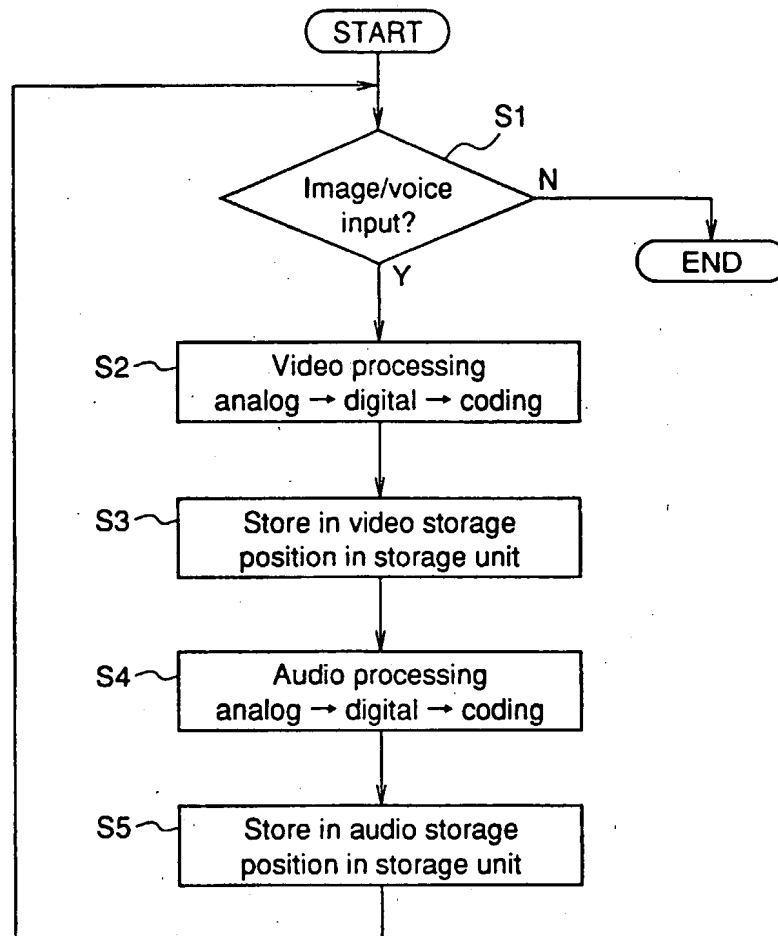 START
S1
Image/voice
input?
N
END
Y
S2
Video processing
analog → digital → coding
S3
Store in video storage
position in storage unit
S4
Audio processing
analog → digital → coding
S5
Store in audio storage
position in storage unit